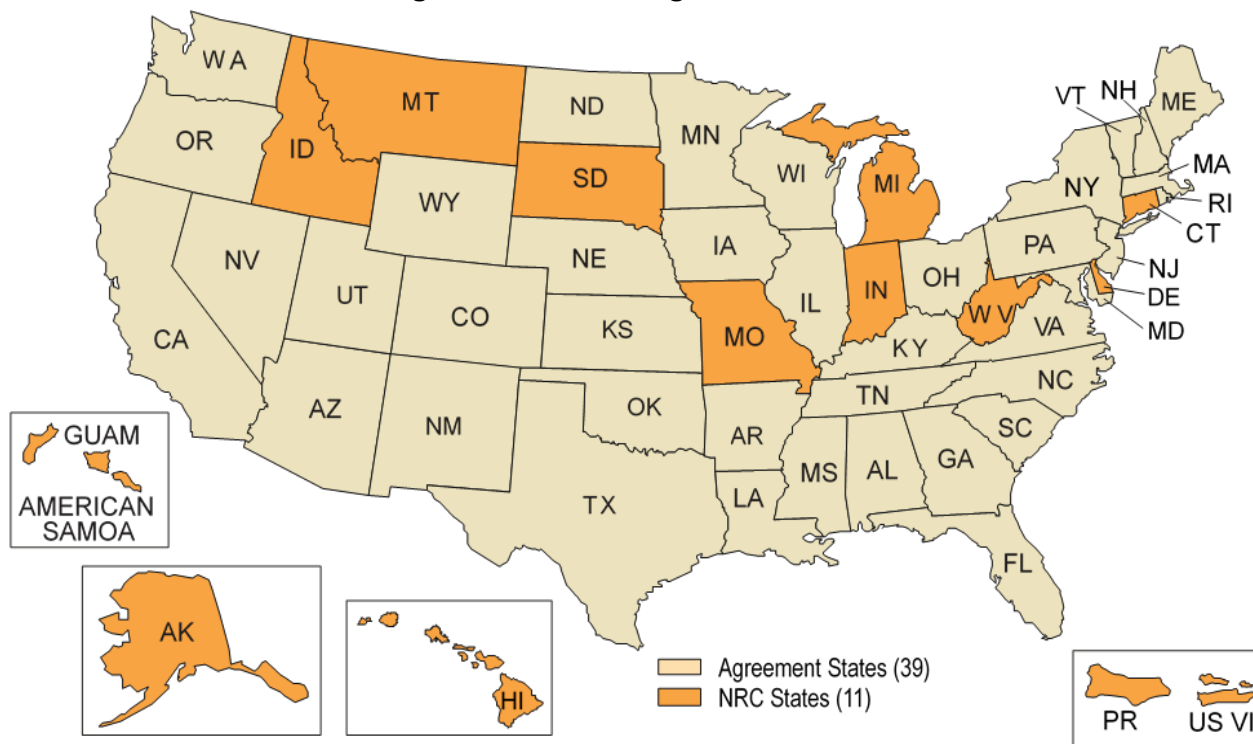 WA
MT
ND
MN
VT
NH
ME
OR
ID
SD
WI
MI
MA
NY
RI
CT
WY
IA
PA
NE
NV
OH
NJ
IN
DE
UT
IL
WV
CO
VA
MD
KS
MO
CA
KY
NC
TN
AZ
OK
NM
AR
SC
MS
AL
GA
LA
TX
FL
GUAM
AMERICAN
SAMOA
AK
HI
Agreement States (39)
NRC States (11)
PR
US VI